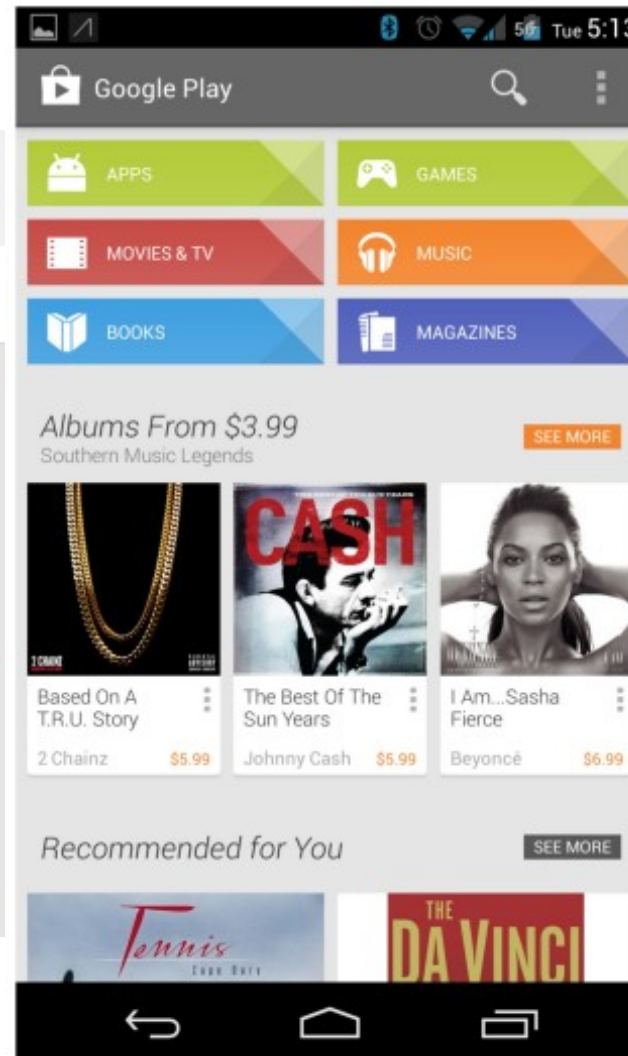 Tue 5:13
Google Play
APPS
GAMES
MOVIES & TV
MUSIC
BOOKS
MAGAZINES
Albums From $3.99
SEE MORE
Southern Music Legends
2 CHAINZ
CASH
Based On A
T.R.U. Story
2 Chainz $5.99
The Best Of The
Sun Years
Johnny Cash $5.99
I Am...Sasha
Fierce
Beyoncé $6.99
Recommended for You
SEE MORE
Tennis
Cape Dory
THE
DA VINCI